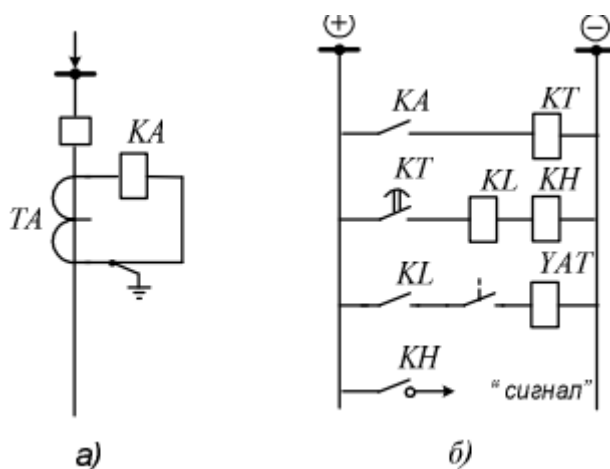 + −
KA KT
KA
KT KL KH
TA
KL YAT
KH "сигнал"
а) б)